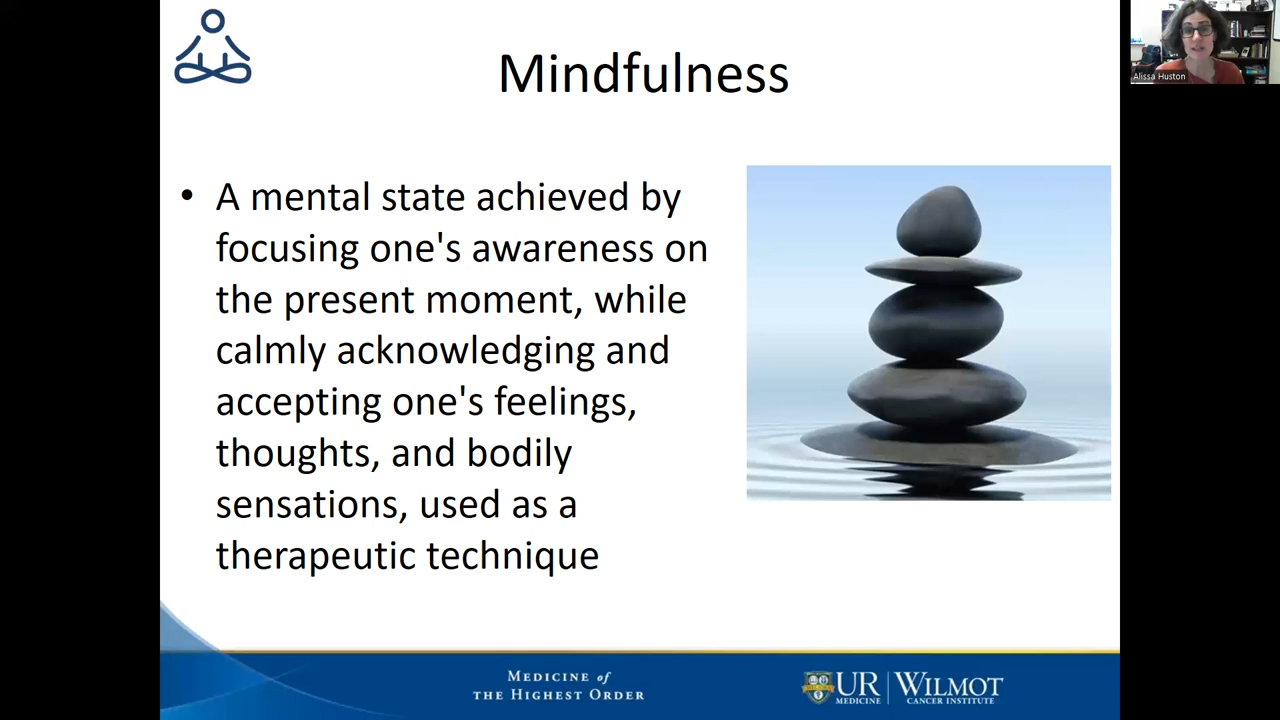 Mindfulness
Alissa Huston
• A mental state achieved by
focusing one's awareness on
the present moment, while
calmly acknowledging and
accepting one's feelings,
thoughts, and bodily
sensations, used as a
therapeutic technique
MEDICINE of
THE HIGHEST ORDER
UR
MEDICINE
WILMOT
CANCER INSTITUTE